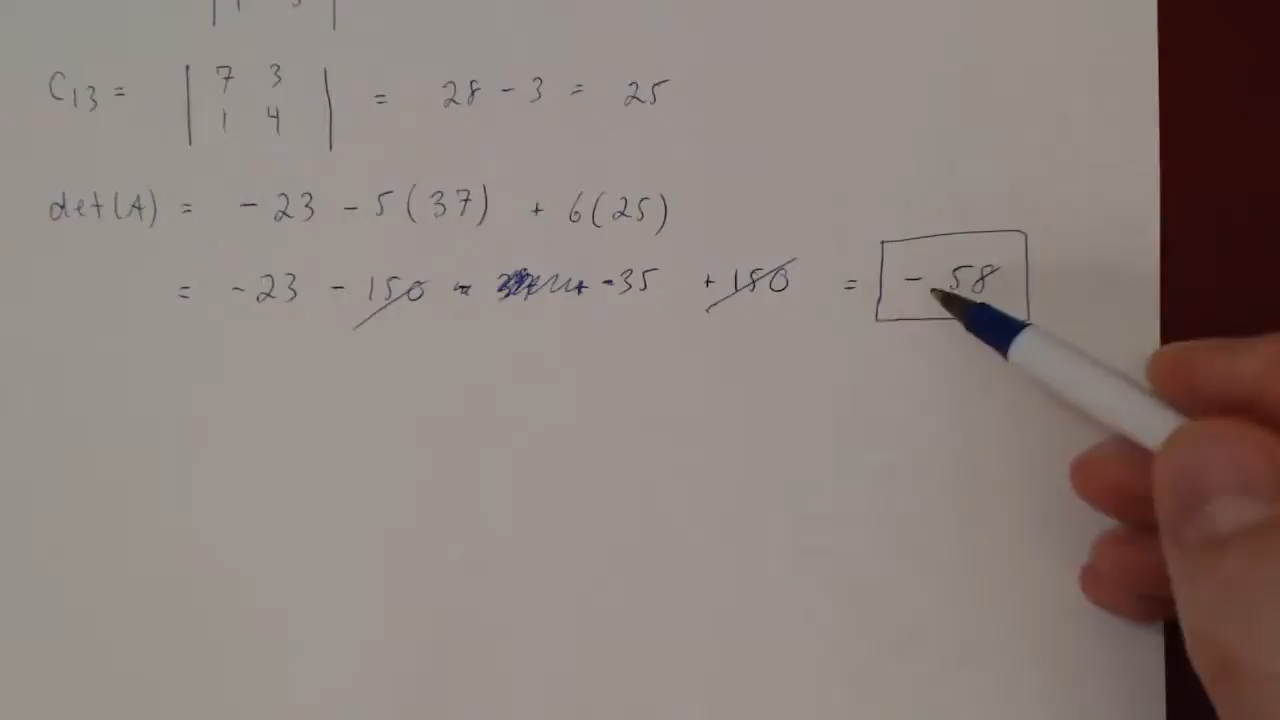 C13 = | 7 3 | = 28 - 3 = 25
1 4
det(A) = - 23 - 5(37) + 6(25)
= - 23 - 150 - 35 + 150 = - 58